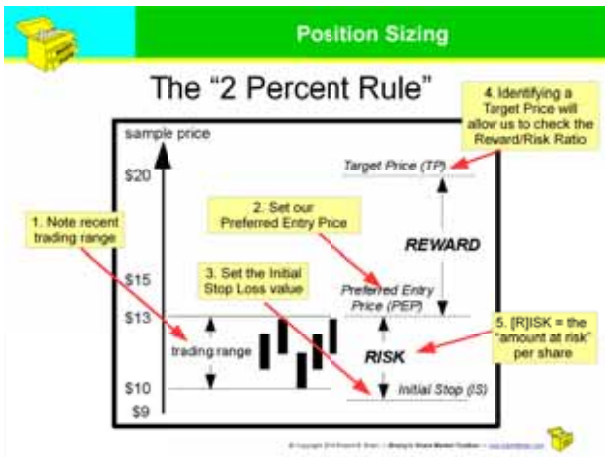 Position Sizing
The "2 Percent Rule"
4. Identifying a
Target Price will
allow us to check the
Reward/Risk Ratio
sample price
Target Price (TP)
$20
1. Note recent
trading range
2. Set our
Preferred Entry Pice
REWARD
3. Set the Initial
Stop Loss value
$15
Preferred Entry
Price (PEP)
$13
5. [R]ISK = the
"amount at risk"
per share
trading range
RISK
$10
Initial Stop (IS)
$9